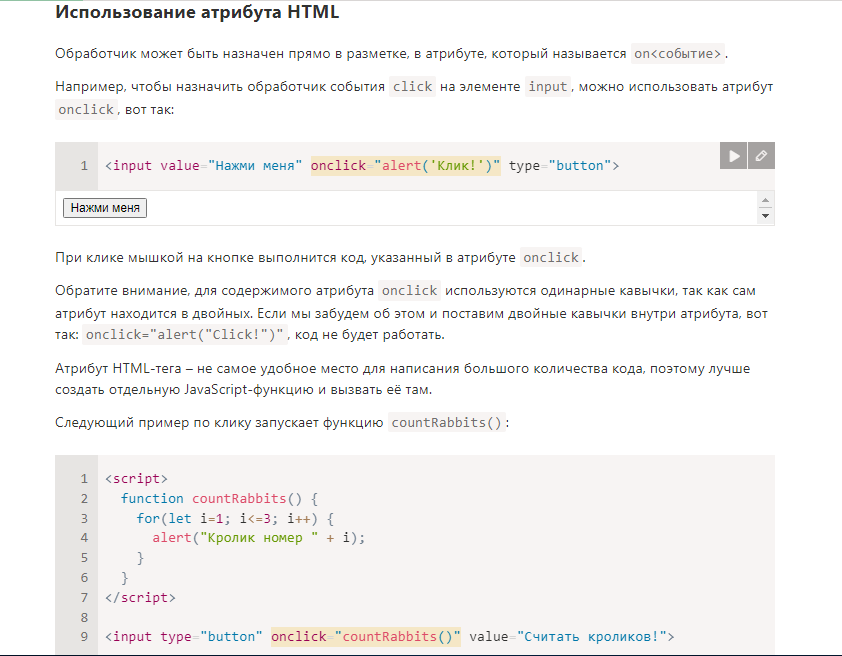 Использование атрибута HTML
Обработчик может быть назначен прямо в разметке, в атрибуте, который называется on<событие>.
Например, чтобы назначить обработчик события click на элементе input, можно использовать атрибут
onclick, вот так:
1 <input value="Нажми меня" onclick="alert('Клик!')" type="button">
Нажми меня
При клике мышкой на кнопке выполнится код, указанный в атрибуте onclick.
Обратите внимание, для содержимого атрибута onclick используются одинарные кавычки, так как сам
атрибут находится в двойных. Если мы забудем об этом и поставим двойные кавычки внутри атрибута, вот
так: onclick="alert("Click!")", код не будет работать.
Атрибут HTML-тега – не самое удобное место для написания большого количества кода, поэтому лучше
создать отдельную JavaScript-функцию и вызвать её там.
Следующий пример по клику запускает функцию countRabbits():
1 <script>
2   function countRabbits() {
3     for(let i=1; i<=3; i++) {
4       alert("Кролик номер " + i);
5     }
6   }
7 </script>
8
9 <input type="button" onclick="countRabbits()" value="Считать кроликов!">